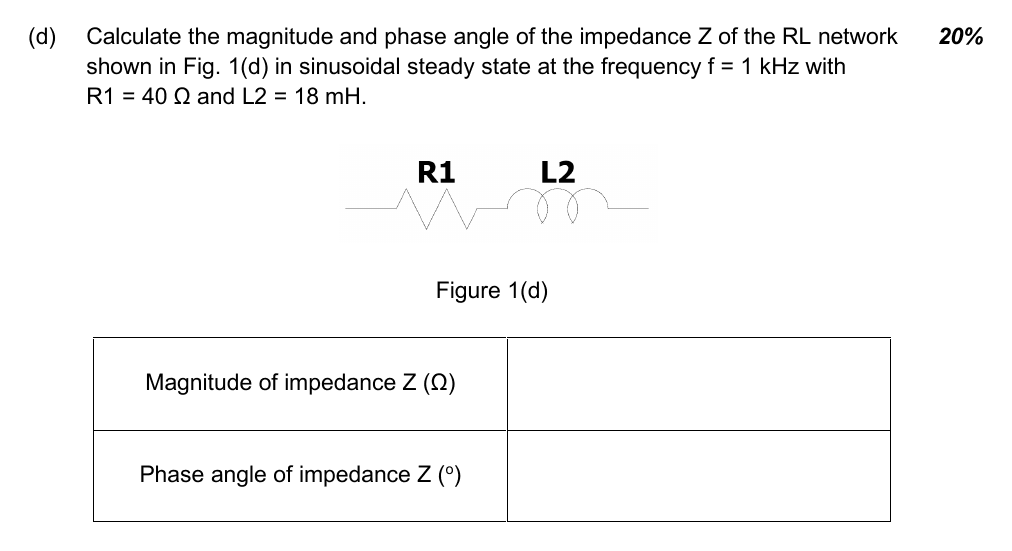 (d) Calculate the magnitude and phase angle of the impedance Z of the RL network 20%
shown in Fig. 1(d) in sinusoidal steady state at the frequency f = 1 kHz with
R1 = 40 Ω and L2 = 18 mH.
R1 L2
Figure 1(d)
Magnitude of impedance Z (Ω)
Phase angle of impedance Z (º)